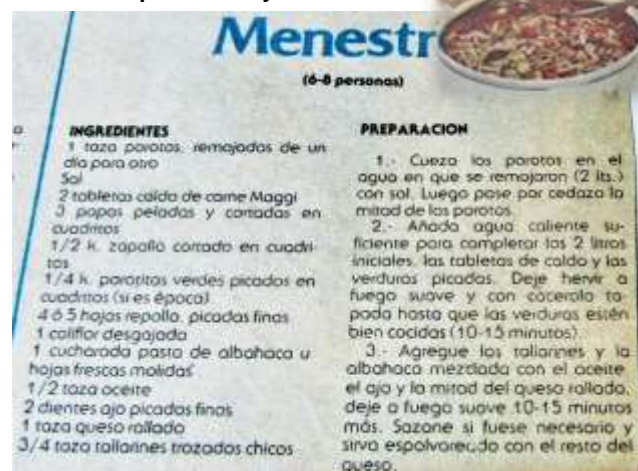 Menestr
(6-8 personas)
INGREDIENTES
1 taza porotos, remojados de un
día para otro
Sal
2 tabletas caldo de carne Maggi
3 papas peladas y cortadas en
cuadritos
1/2 k. zapallo cortado en cuadri-
tos
1/4 k. porotitos verdes picados en
cuadritos (si es época)
4 ó 5 hojas repollo, picadas finas
1 coliflor desgajada
1 cucharada pasta de albahaca u
hojas frescas molidas
1/2 taza aceite
2 dientes ajo picados finos
1 taza queso rallado
3/4 taza tallarines trozados chicos
PREPARACION
1.- Cueza los porotos en el
agua en que se remojaron (2 lts.)
con sal. Luego pase por cedazo la
mitad de los porotos.
2.- Añada agua caliente su-
ficiente para completar los 2 litros
iniciales, las tabletas de caldo y las
verduras picadas. Deje hervir a
fuego suave y con cacerola ta-
pada hasta que las verduras estén
bien cocidas (10-15 minutos).
3.- Agregue los tallarines y la
albahaca mezclada con el aceite,
el ajo y la mitad del queso rallado,
deje a fuego suave 10-15 minutos
más. Sazone si fuese necesario y
sirva espolvoreado con el resto del
queso.